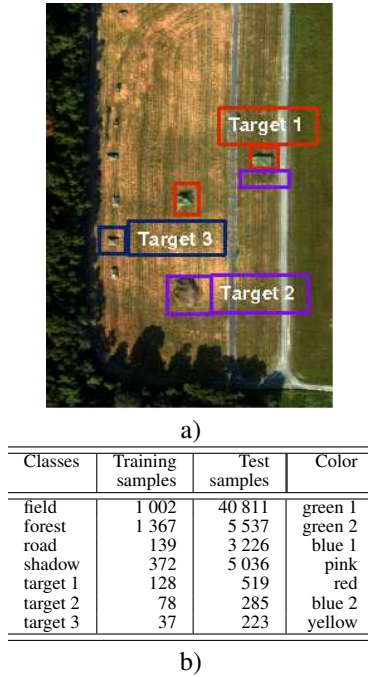 Target 1
Target 3
Target 2
a)
Classes Training Test Color
samples samples
field 1 002 40 811 green 1
forest 1 367 5 537 green 2
road 139 3 226 blue 1
shadow 372 5 036 pink
target 1 128 519 red
target 2 78 285 blue 2
target 3 37 223 yellow
b)